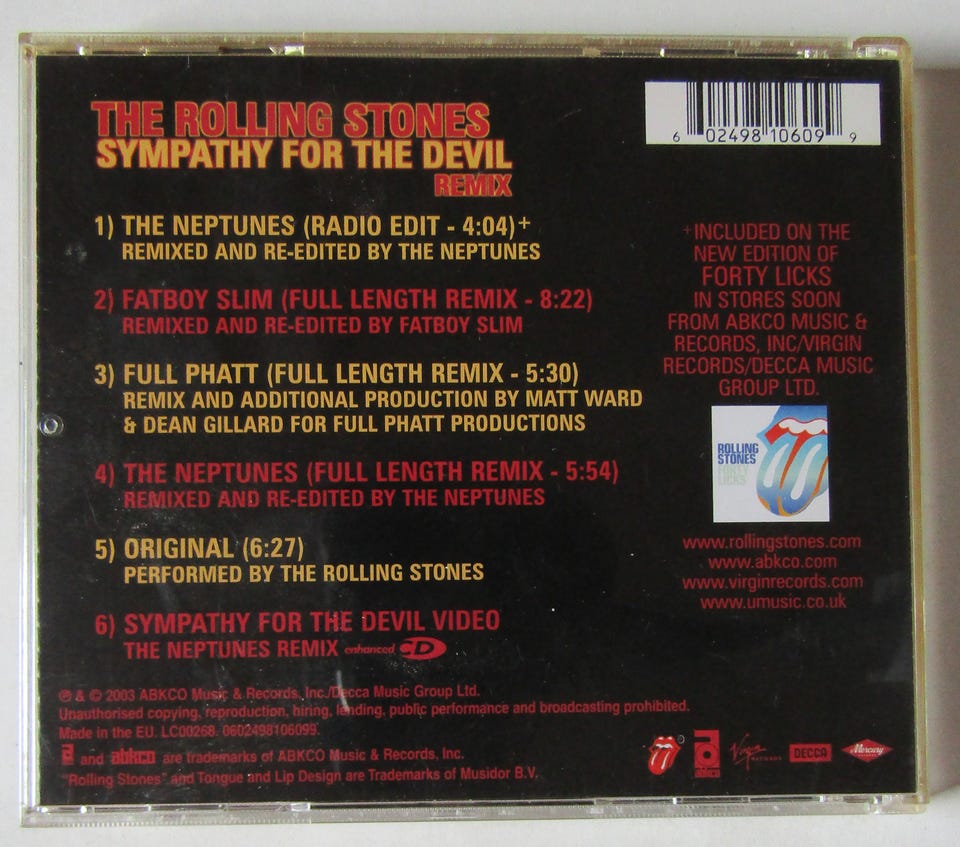 THE ROLLING STONES
SYMPATHY FOR THE DEVIL
REMIX
1) THE NEPTUNES (RADIO EDIT - 4:04)+
REMIXED AND RE-EDITED BY THE NEPTUNES
2) FATBOY SLIM (FULL LENGTH REMIX - 8:22)
REMIXED AND RE-EDITED BY FATBOY SLIM
3) FULL PHATT (FULL LENGTH REMIX - 5:30)
REMIX AND ADDITIONAL PRODUCTION BY MATT WARD
& DEAN GILLARD FOR FULL PHATT PRODUCTIONS
4) THE NEPTUNES (FULL LENGTH REMIX - 5:54)
REMIXED AND RE-EDITED BY THE NEPTUNES
5) ORIGINAL (6:27)
PERFORMED BY THE ROLLING STONES
6) SYMPATHY FOR THE DEVIL VIDEO
THE NEPTUNES REMIX enhanced CD
6 02498 10609 9
+INCLUDED ON THE
NEW EDITION OF
FORTY LICKS
IN STORES SOON
FROM ABKCO MUSIC &
RECORDS, INC/VIRGIN
RECORDS/DECCA MUSIC
GROUP LTD.
ROLLING
STONES
FORTY
LICKS
www.rollingstones.com
www.abkco.com
www.virginrecords.com
www.umusic.co.uk
℗ & © 2003 ABKCO Music & Records, Inc./Decca Music Group Ltd.
Unauthorised copying, reproduction, hiring, lending, public performance and broadcasting prohibited.
Made in the EU. LC00268. 0602498106099.
a and abkco are trademarks of ABKCO Music & Records, Inc.
"Rolling Stones" and Tongue and Lip Design are Trademarks of Musidor B.V.
abkco
Virgin
RECORDS
DECCA
Mercury
RECORDS